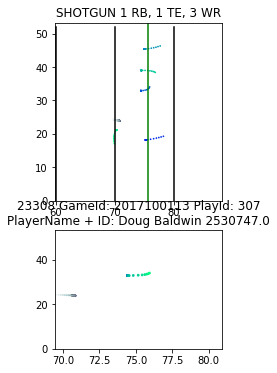 SHOTGUN 1 RB, 1 TE, 3 WR
50
40
30
20
10
0
60 70 80
23308 GameId: 2017100113 PlayId: 307
PlayerName + ID: Doug Baldwin 2530747.0
40
20
0
70.0 72.5 75.0 77.5 80.0